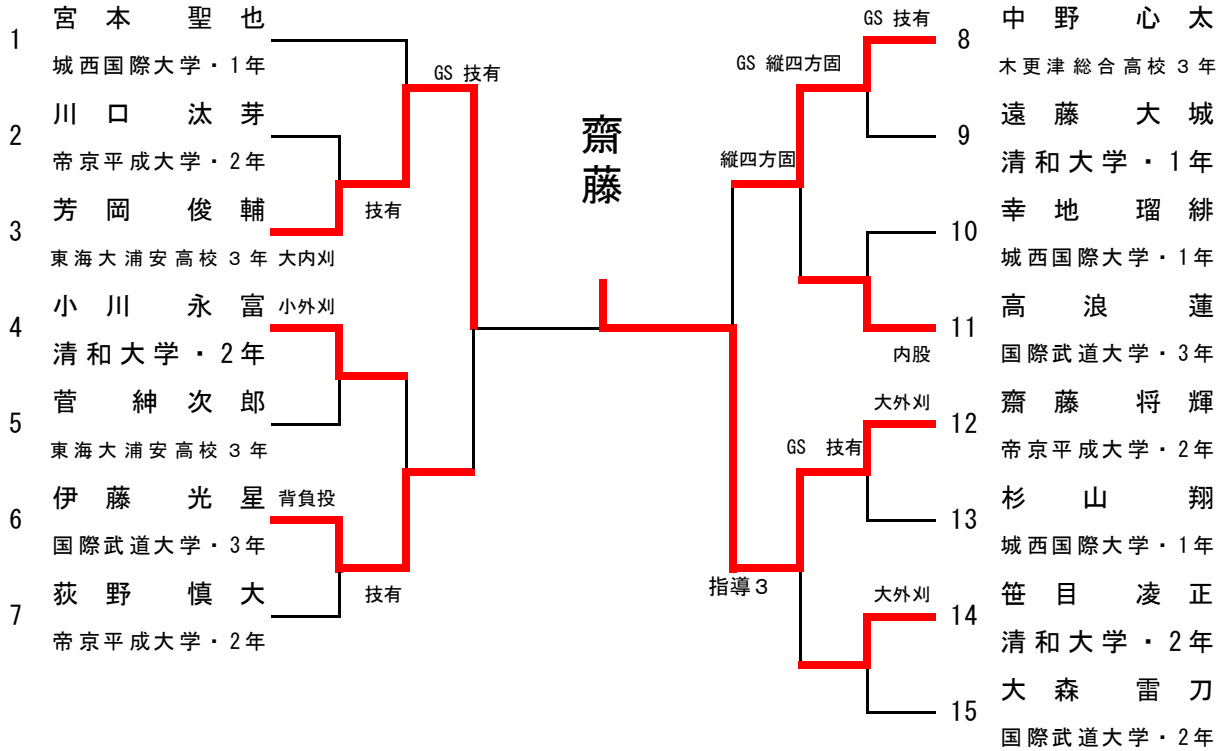 1
宮本 聖也
城西国際大学・1年
2
川口 汰芽
帝京平成大学・2年
3
芳岡 俊輔
東海大浦安高校３年
大内刈
4
小川 永富
小外刈
清和大学・2年
5
菅 紳次郎
東海大浦安高校３年
6
伊藤 光星
背負投
国際武道大学・3年
7
荻野 慎大
帝京平成大学・2年
技有
技有
GS 技有
齋藤
GS 技有
GS 縦四方固
縦四方固
8
中野 心太
木更津総合高校３年
9
遠藤 大城
清和大学・1年
10
幸地 瑠緋
城西国際大学・1年
11
高浪 蓮
内股
国際武道大学・3年
12
齋藤 将輝
大外刈
帝京平成大学・2年
GS 技有
13
杉山 翔
城西国際大学・1年
指導３
14
笹目 凌正
大外刈
清和大学・2年
15
大森 雷刀
国際武道大学・2年